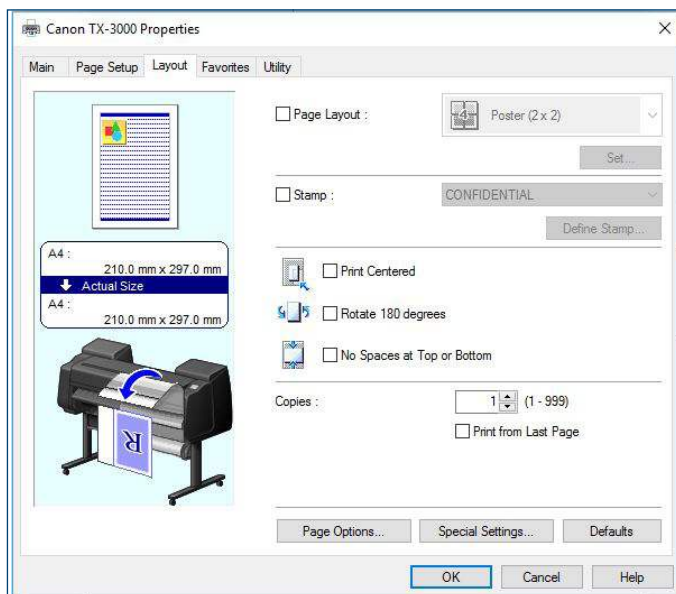 Canon TX-3000 Properties
Main Page Setup Layout Favorites Utility
Page Layout :
4 Poster (2 x 2)
Set...
Stamp :
CONFIDENTIAL
Define Stamp...
A4 :
210.0 mm x 297.0 mm
Actual Size
A4 :
210.0 mm x 297.0 mm
R
Print Centered
Rotate 180 degrees
No Spaces at Top or Bottom
Copies :
1 (1 - 999)
Print from Last Page
Page Options... Special Settings... Defaults
OK Cancel Help